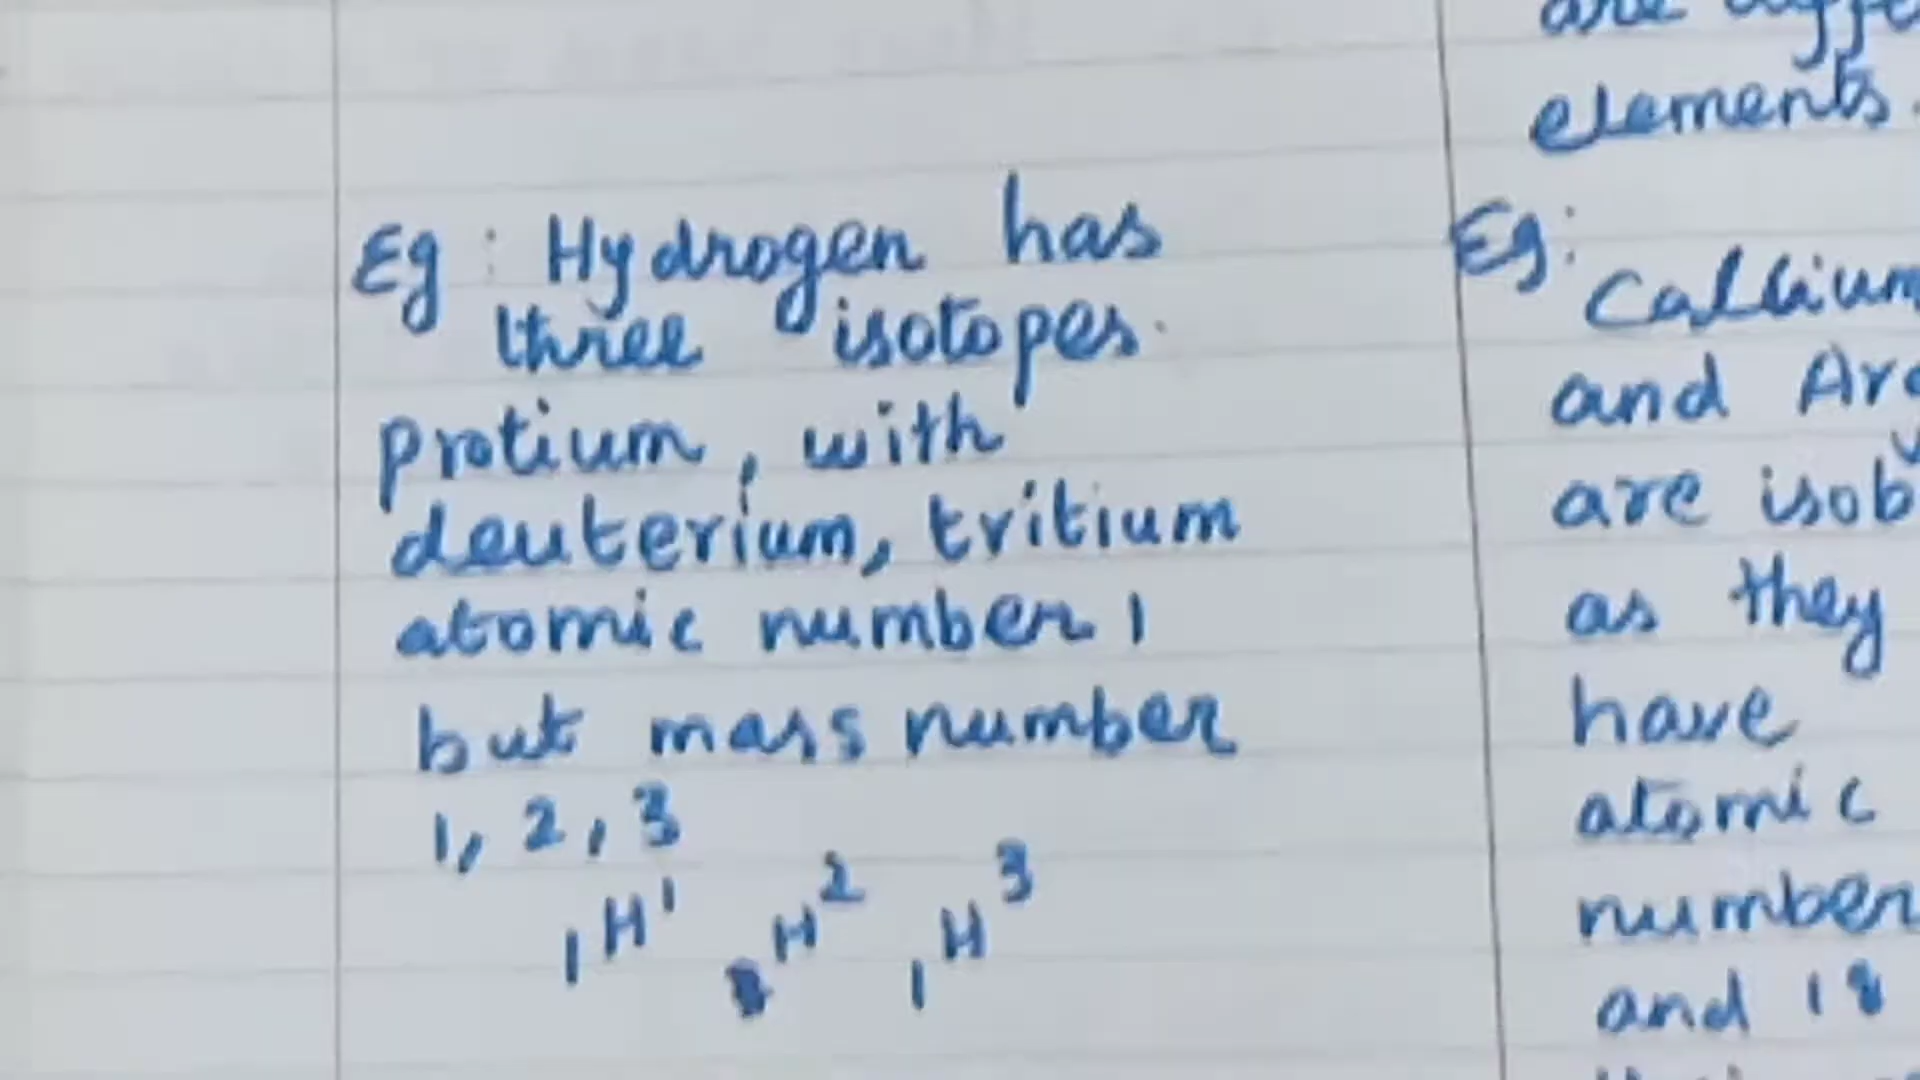 Eg : Hydrogen has
three isotopes.
protium, with
deuterium, tritium
atomic number 1
but mass number
1, 2, 3
₁H¹ H² ₁H³
are
elements.
Eg:
Calcium
and
are
as they
have
atomic
number
and 18